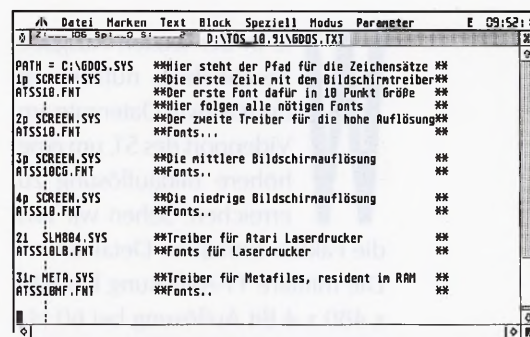 Datei Marken Text Block Speziell Modus Parameter E 09:52:
Z: 106 Sp: 0 S: 2 D:\TOS_10.91\GDOS.TXT
PATH = C:\GDOS.SYS **Hier steht der Pfad für die Zeichensätze **
1p SCREEN.SYS **Die erste Zeile mit dem Bildschirmtreiber**
ATSS10.FNT **Der erste Font dafür in 10 Punkt Größe **
: **Hier folgen alle nötigen Fonts **
2p SCREEN.SYS **Der zweite Treiber für die hohe Auflösung**
ATSS10.FNT **Fonts... **
:
3p SCREEN.SYS **Die mittlere Bildschirmauflösung **
ATSS10CG.FNT **Fonts.. **
:
4p SCREEN.SYS **Die niedrige Bildschirmauflösung **
ATSS10.FNT **Fonts.. **
:
21 SLM804.SYS **Treiber für Atari Laserdrucker **
ATSS10LB.FNT **Fonts für Laserdrucker **
:
31r META.SYS **Treiber für Metafiles, resident im RAM **
ATSS10MF.FNT **Fonts.. **
: